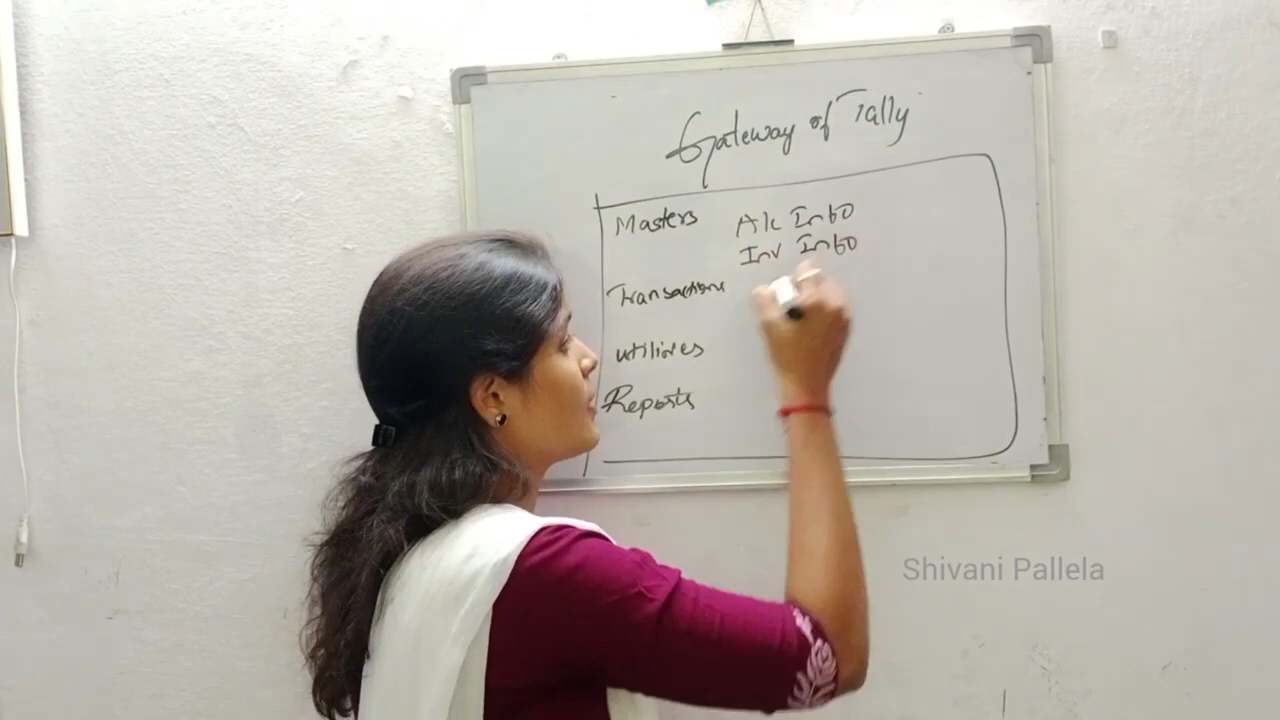 Gateway of Tally
Masters A/c Info
Inv Info
Transactions
utilities
Reports
Shivani Pallela